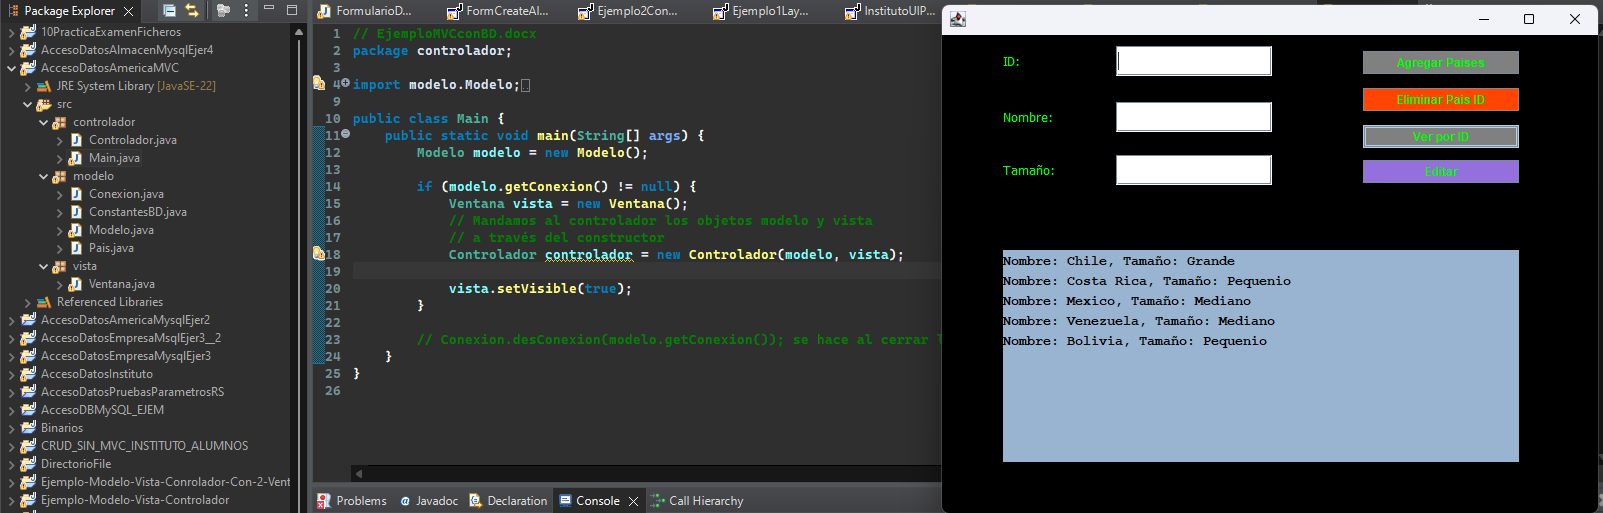 Package Explorer
10PracticaExamenFicheros
AccesoDatosAlmacenMysqlEjer4
AccesoDatosAmericaMVC
JRE System Library [JavaSE-22]
src
controlador
Controlador.java
Main.java
modelo
Conexion.java
ConstantesBD.java
Modelo.java
Pais.java
vista
Ventana.java
Referenced Libraries
AccesoDatosAmericaMysqlEjer2
AccesoDatosEmpresaMsqlEjer3__2
AccesoDatosEmpresaMysqlEjer3
AccesoDatosInstituto
AccesoDatosPruebasParametrosRS
AccesoDBMySQL_EJEM
Binarios
CRUD_SIN_MVC_INSTITUTO_ALUMNOS
DirectorioFile
Ejemplo-Modelo-Vista-Conrolador-Con-2-Vent
Ejemplo-Modelo-Vista-Controlador
FormularioD...
FormCreateAl...
Ejemplo2Con...
Ejemplo1Lay...
InstitutoUIP...
1 // EjemploMVCconBD.docx
2 package controlador;
3
4 import modelo.Modelo;
9
10 public class Main {
11 public static void main(String[] args) {
12 Modelo modelo = new Modelo();
13
14 if (modelo.getConexion() != null) {
15 Ventana vista = new Ventana();
16 // Mandamos al controlador los objetos modelo y vista
17 // a través del constructor
18 Controlador controlador = new Controlador(modelo, vista);
19
20 vista.setVisible(true);
21 }
22
23 // Conexion.desConexion(modelo.getConexion()); se hace al cerrar l
24 }
25 }
26
Problems
Javadoc
Declaration
Console
Call Hierarchy
ID:
Nombre:
Tamaño:
Agregar Paises
Eliminar Pais ID
Ver por ID
Editar
Nombre: Chile, Tamaño: Grande
Nombre: Costa Rica, Tamaño: Pequenio
Nombre: Mexico, Tamaño: Mediano
Nombre: Venezuela, Tamaño: Mediano
Nombre: Bolivia, Tamaño: Pequenio